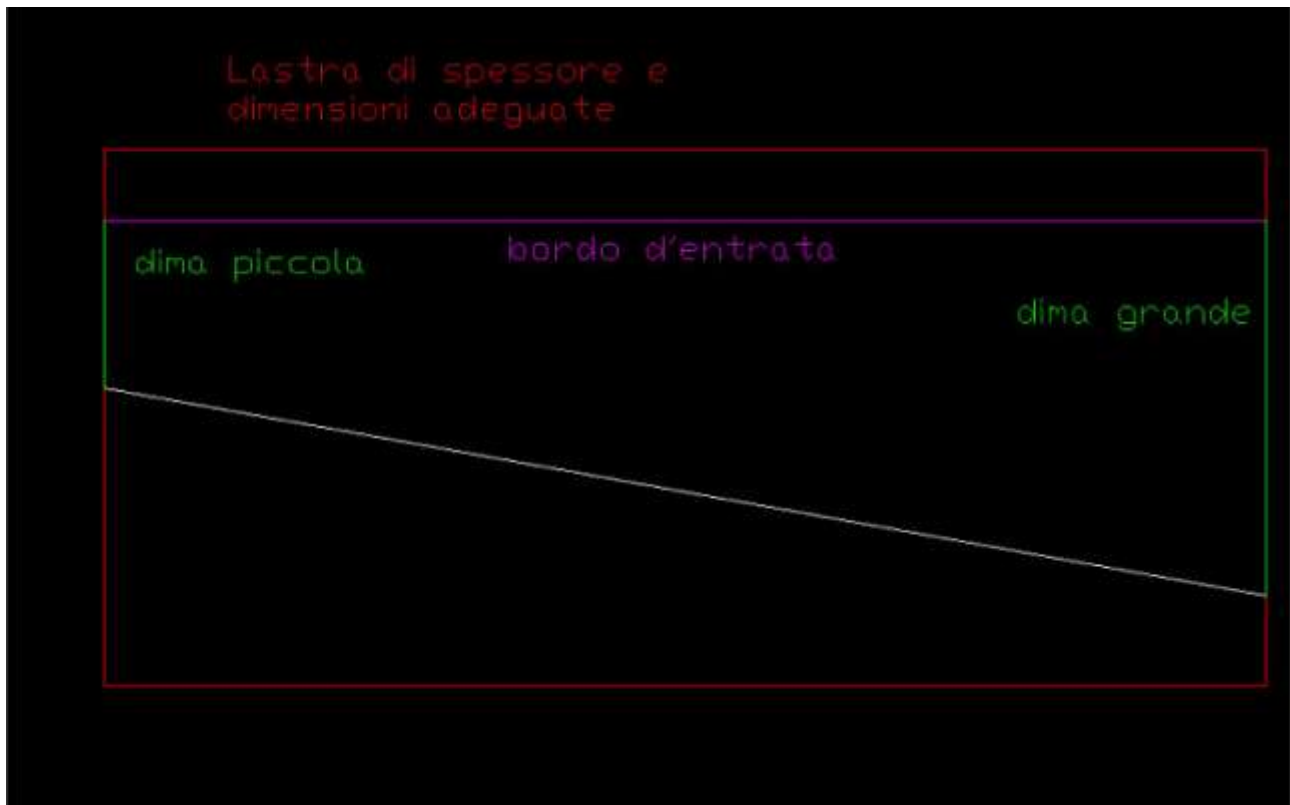 Lastra di spessore e
dimensioni adeguate
bordo d'entrata
dima piccola
dima grande